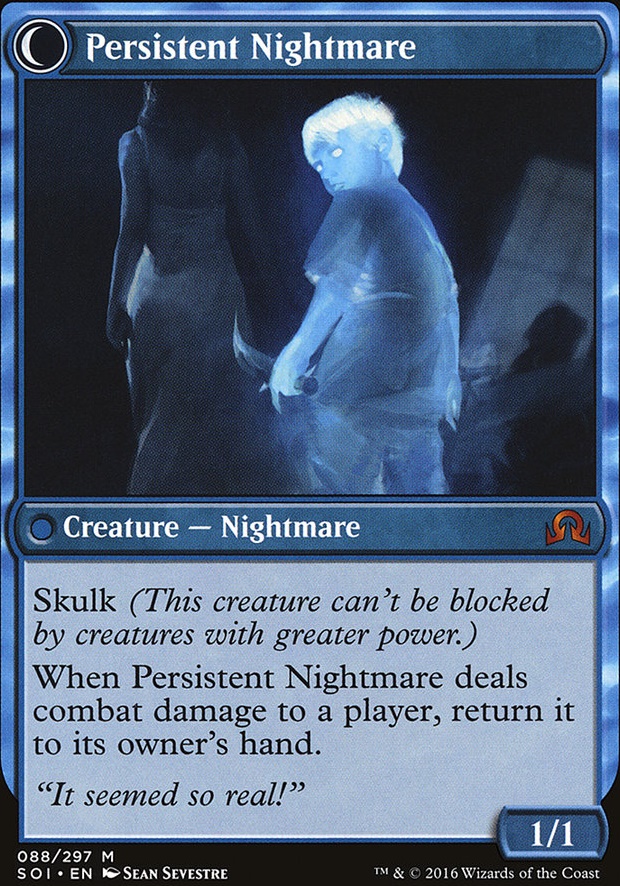 Persistent Nightmare
Creature — Nightmare
Skulk (This creature can't be blocked
by creatures with greater power.)
When Persistent Nightmare deals
combat damage to a player, return it
to its owner's hand.
"It seemed so real!"
1/1
088/297 M
SOI • EN Sean Sevestre
™ & © 2016 Wizards of the Coast